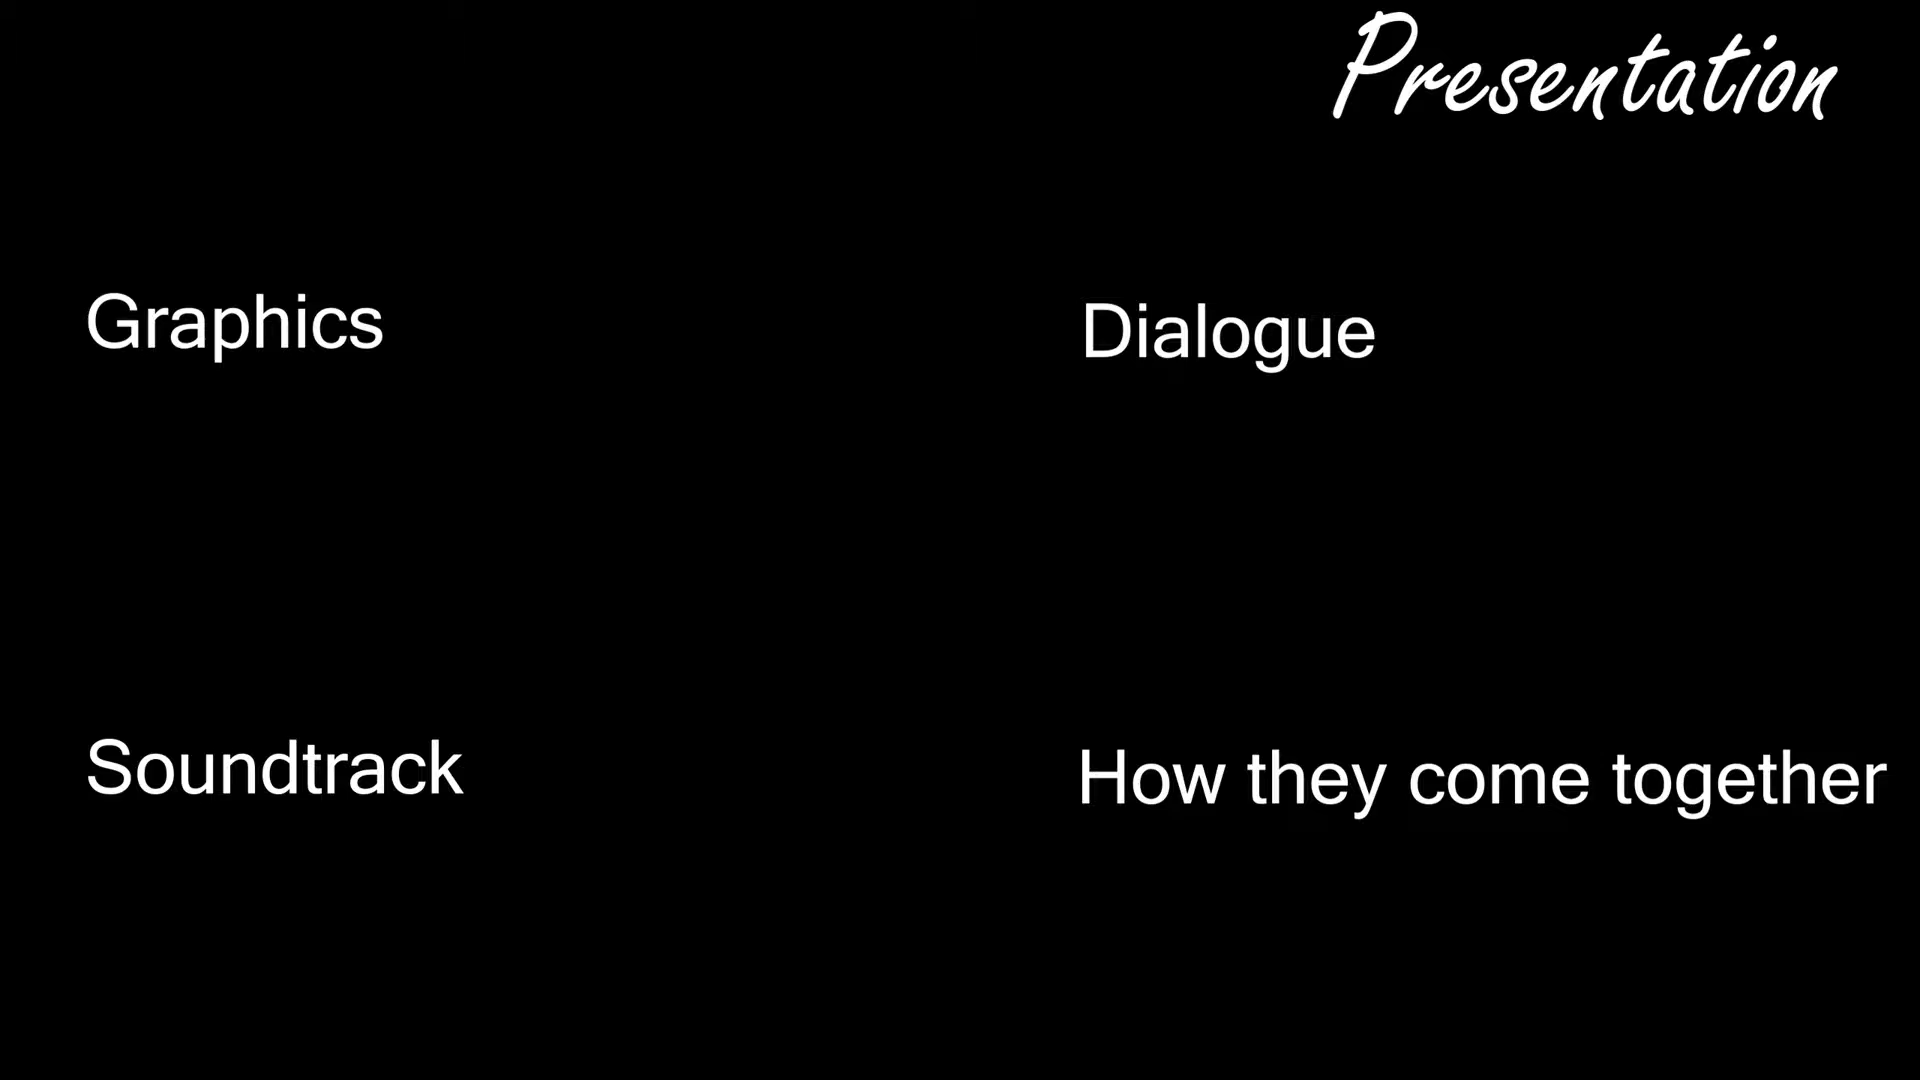 Presentation
Graphics
Dialogue
Soundtrack
How they come together